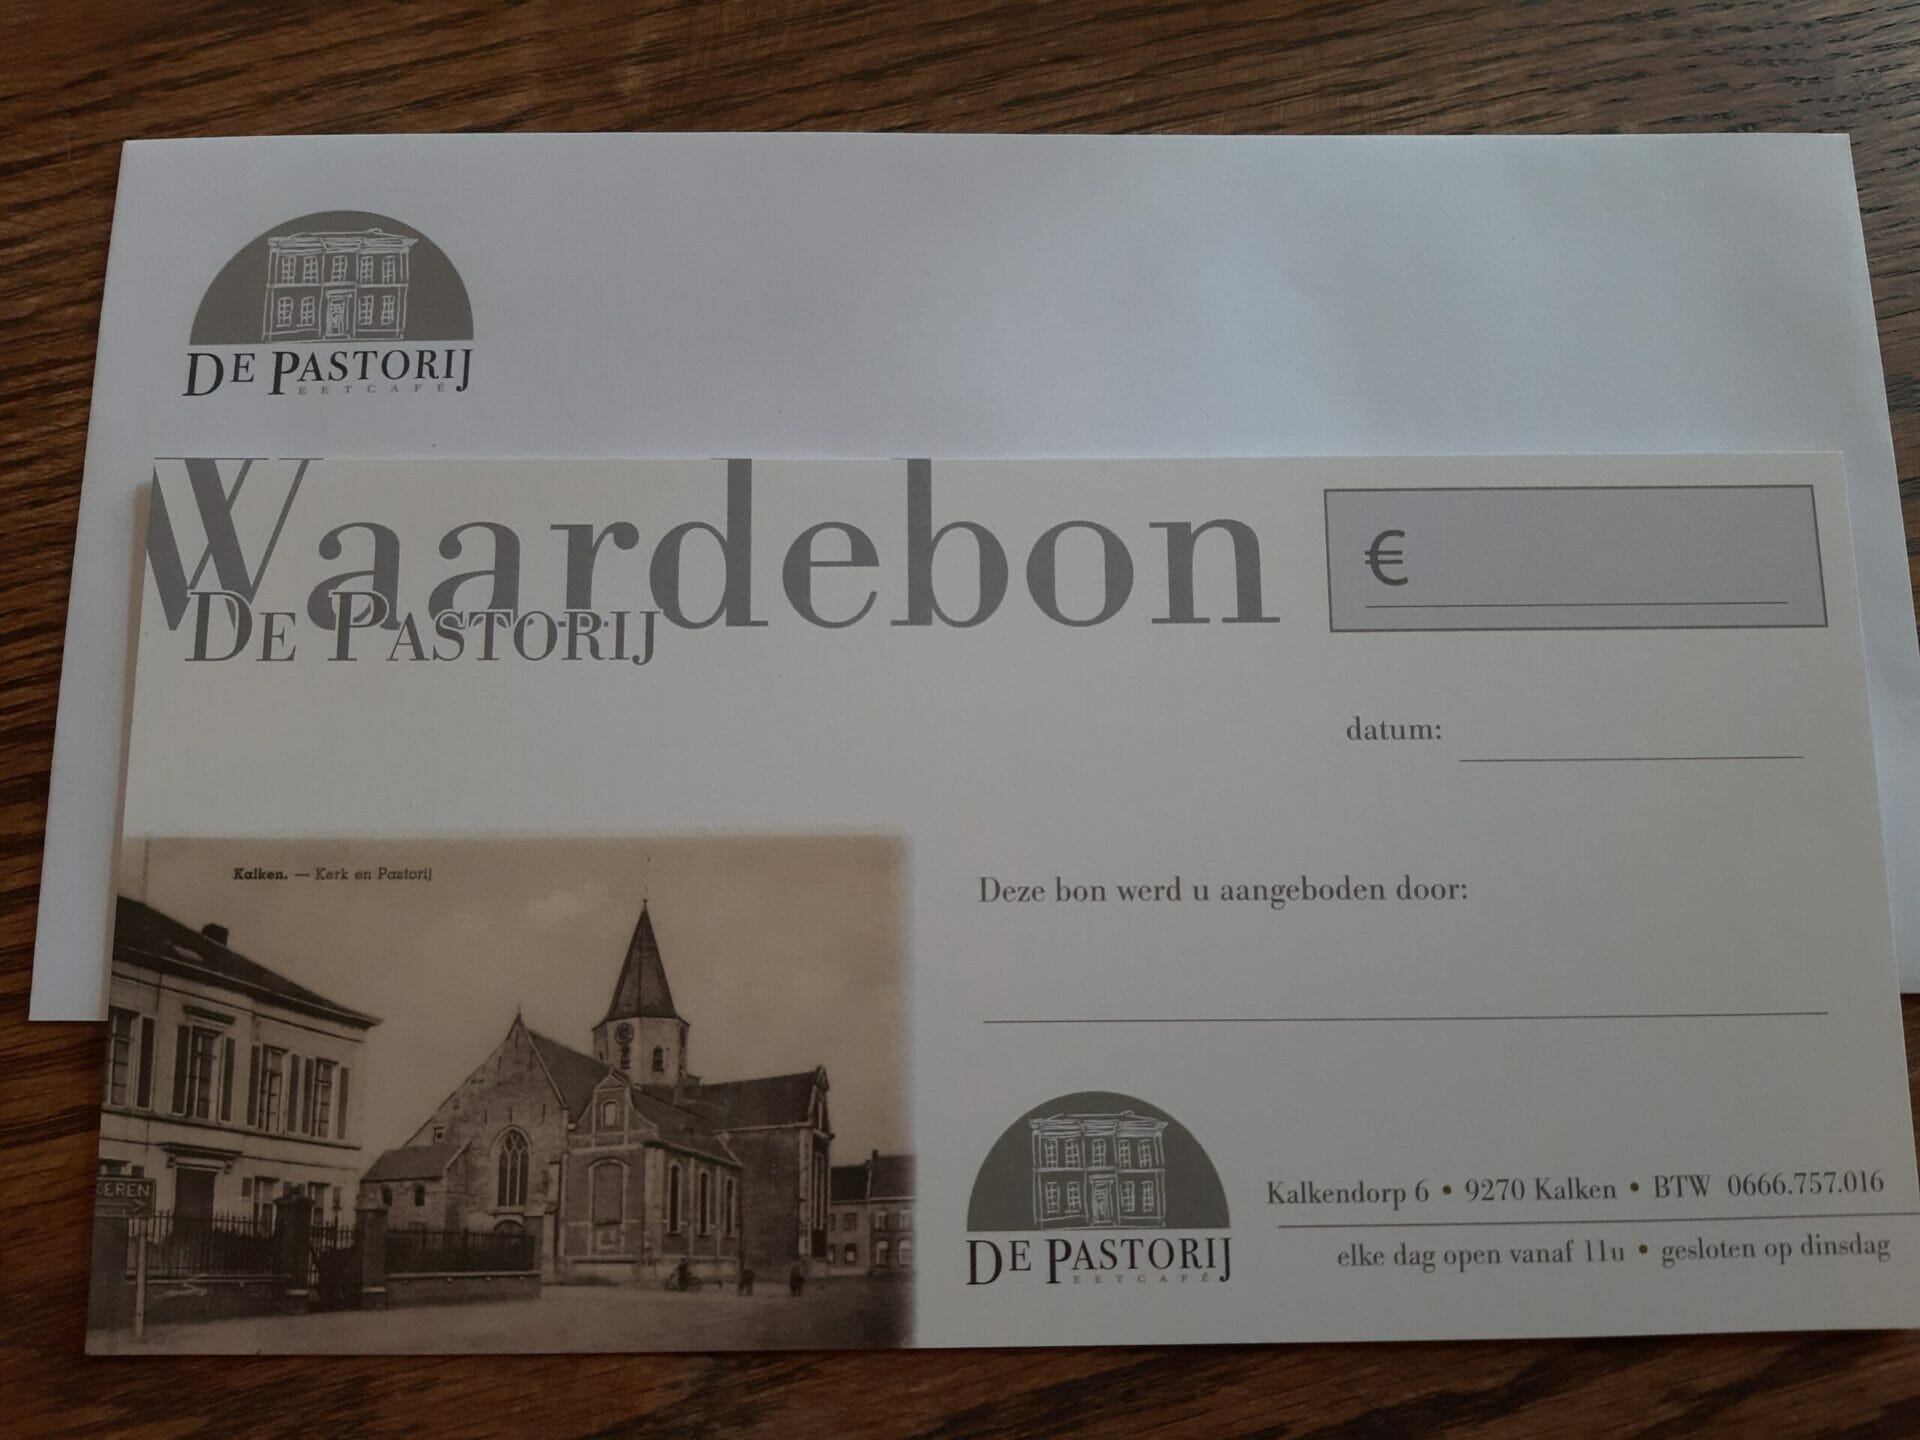 DE PASTORIJ
EETCAFÉ
Waardebon
DE PASTORIJ
€
datum:
Kalken. — Kerk en Pastorij
Deze bon werd u aangeboden door:
EREN
DE PASTORIJ
EETCAFÉ
Kalkendorp 6 • 9270 Kalken • BTW 0666.757.016
elke dag open vanaf 11u • gesloten op dinsdag